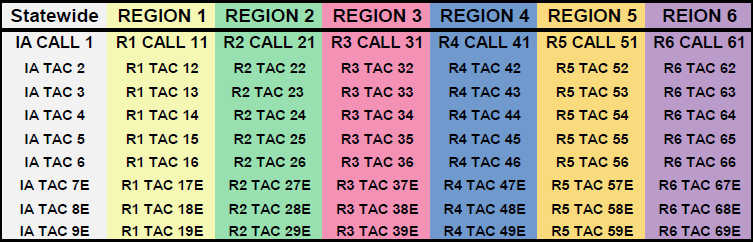 Statewide REGION 1 REGION 2 REGION 3 REGION 4 REGION 5 REION 6
IA CALL 1 R1 CALL 11 R2 CALL 21 R3 CALL 31 R4 CALL 41 R5 CALL 51 R6 CALL 61
IA TAC 2 R1 TAC 12 R2 TAC 22 R3 TAC 32 R4 TAC 42 R5 TAC 52 R6 TAC 62
IA TAC 3 R1 TAC 13 R2 TAC 23 R3 TAC 33 R4 TAC 43 R5 TAC 53 R6 TAC 63
IA TAC 4 R1 TAC 14 R2 TAC 24 R3 TAC 34 R4 TAC 44 R5 TAC 54 R6 TAC 64
IA TAC 5 R1 TAC 15 R2 TAC 25 R3 TAC 35 R4 TAC 45 R5 TAC 55 R6 TAC 65
IA TAC 6 R1 TAC 16 R2 TAC 26 R3 TAC 36 R4 TAC 46 R5 TAC 56 R6 TAC 66
IA TAC 7E R1 TAC 17E R2 TAC 27E R3 TAC 37E R4 TAC 47E R5 TAC 57E R6 TAC 67E
IA TAC 8E R1 TAC 18E R2 TAC 28E R3 TAC 38E R4 TAC 48E R5 TAC 58E R6 TAC 68E
IA TAC 9E R1 TAC 19E R2 TAC 29E R3 TAC 39E R4 TAC 49E R5 TAC 59E R6 TAC 69E